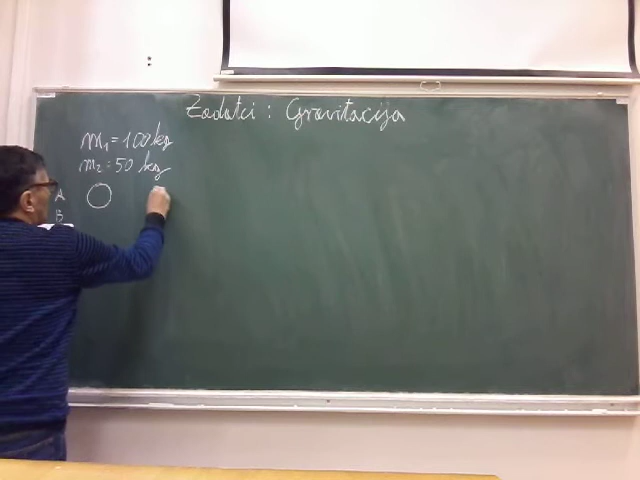 Zadatci : Gravitacija
m₁ = 100 kg
m₂ = 50 kg
A
B